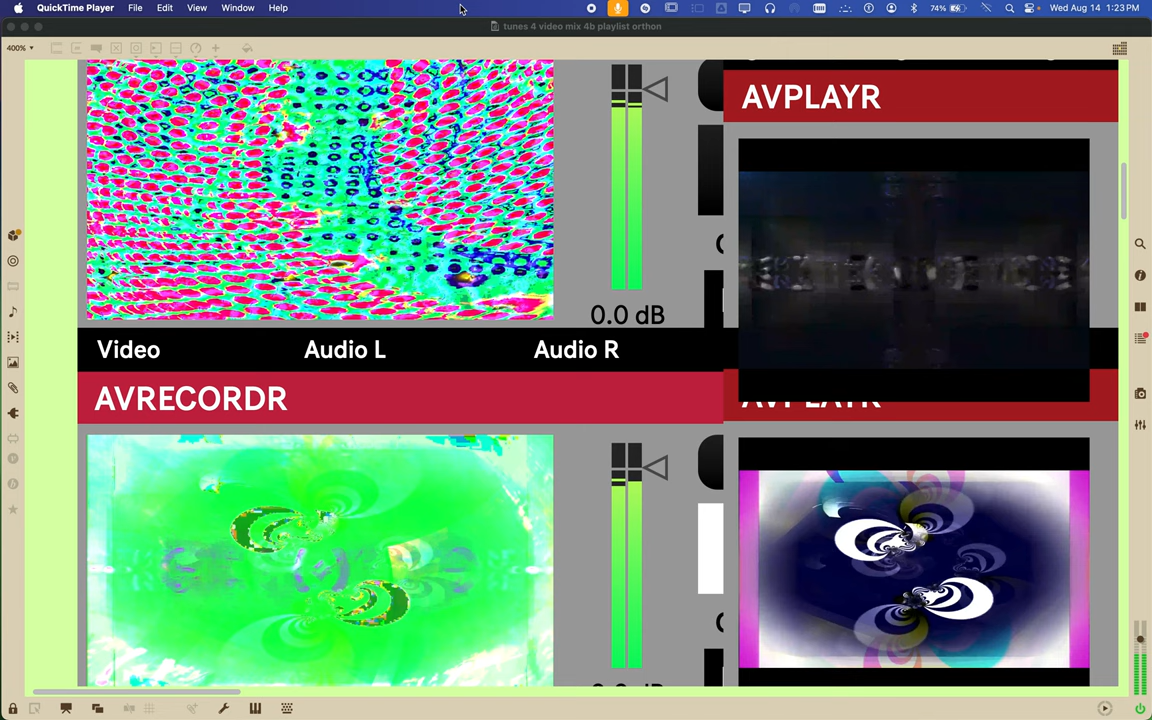 QuickTime Player File Edit View Window Help
74% Wed Aug 14 1:23 PM
tunes 4 video mix 4b playlist orthon
400%
AVPLAYR
0.0 dB
Video Audio L Audio R
AVRECORDR